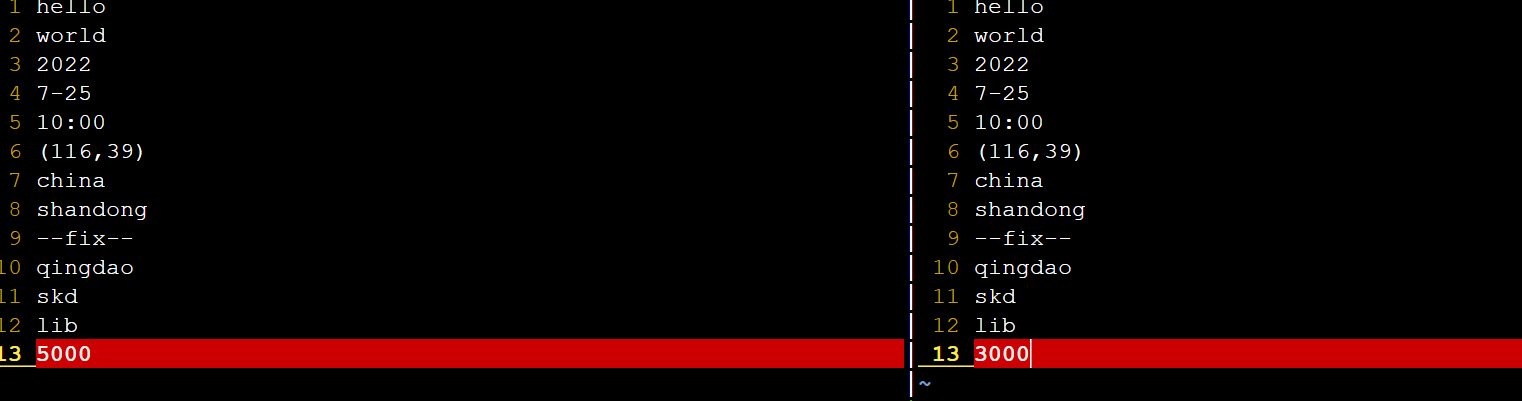 1 hello
2 world
3 2022
4 7-25
5 10:00
6 (116,39)
7 china
8 shandong
9 --fix--
10 qingdao
11 skd
12 lib
13 5000
1 hello
2 world
3 2022
4 7-25
5 10:00
6 (116,39)
7 china
8 shandong
9 --fix--
10 qingdao
11 skd
12 lib
13 3000
~